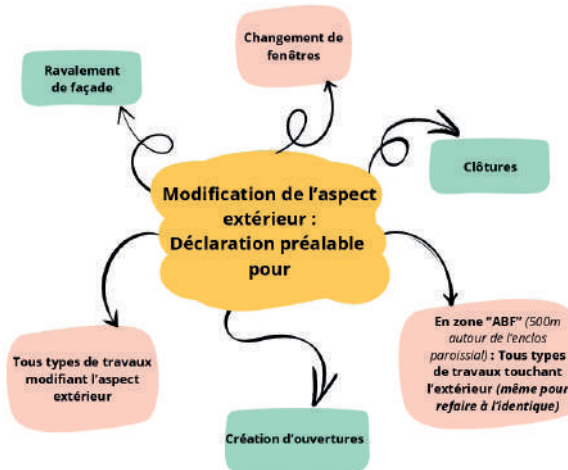 Changement de
fenêtres
Ravalement
de façade
Clôtures
Modification de l'aspect
extérieur :
Déclaration préalable
pour
Tous types de travaux
modifiant l'aspect
extérieur
Création d'ouvertures
En zone "ABF" (500m
autour de l'enclos
paroissial) : Tous types
de travaux touchant
l'extérieur (même pour
refaire à l'identique)